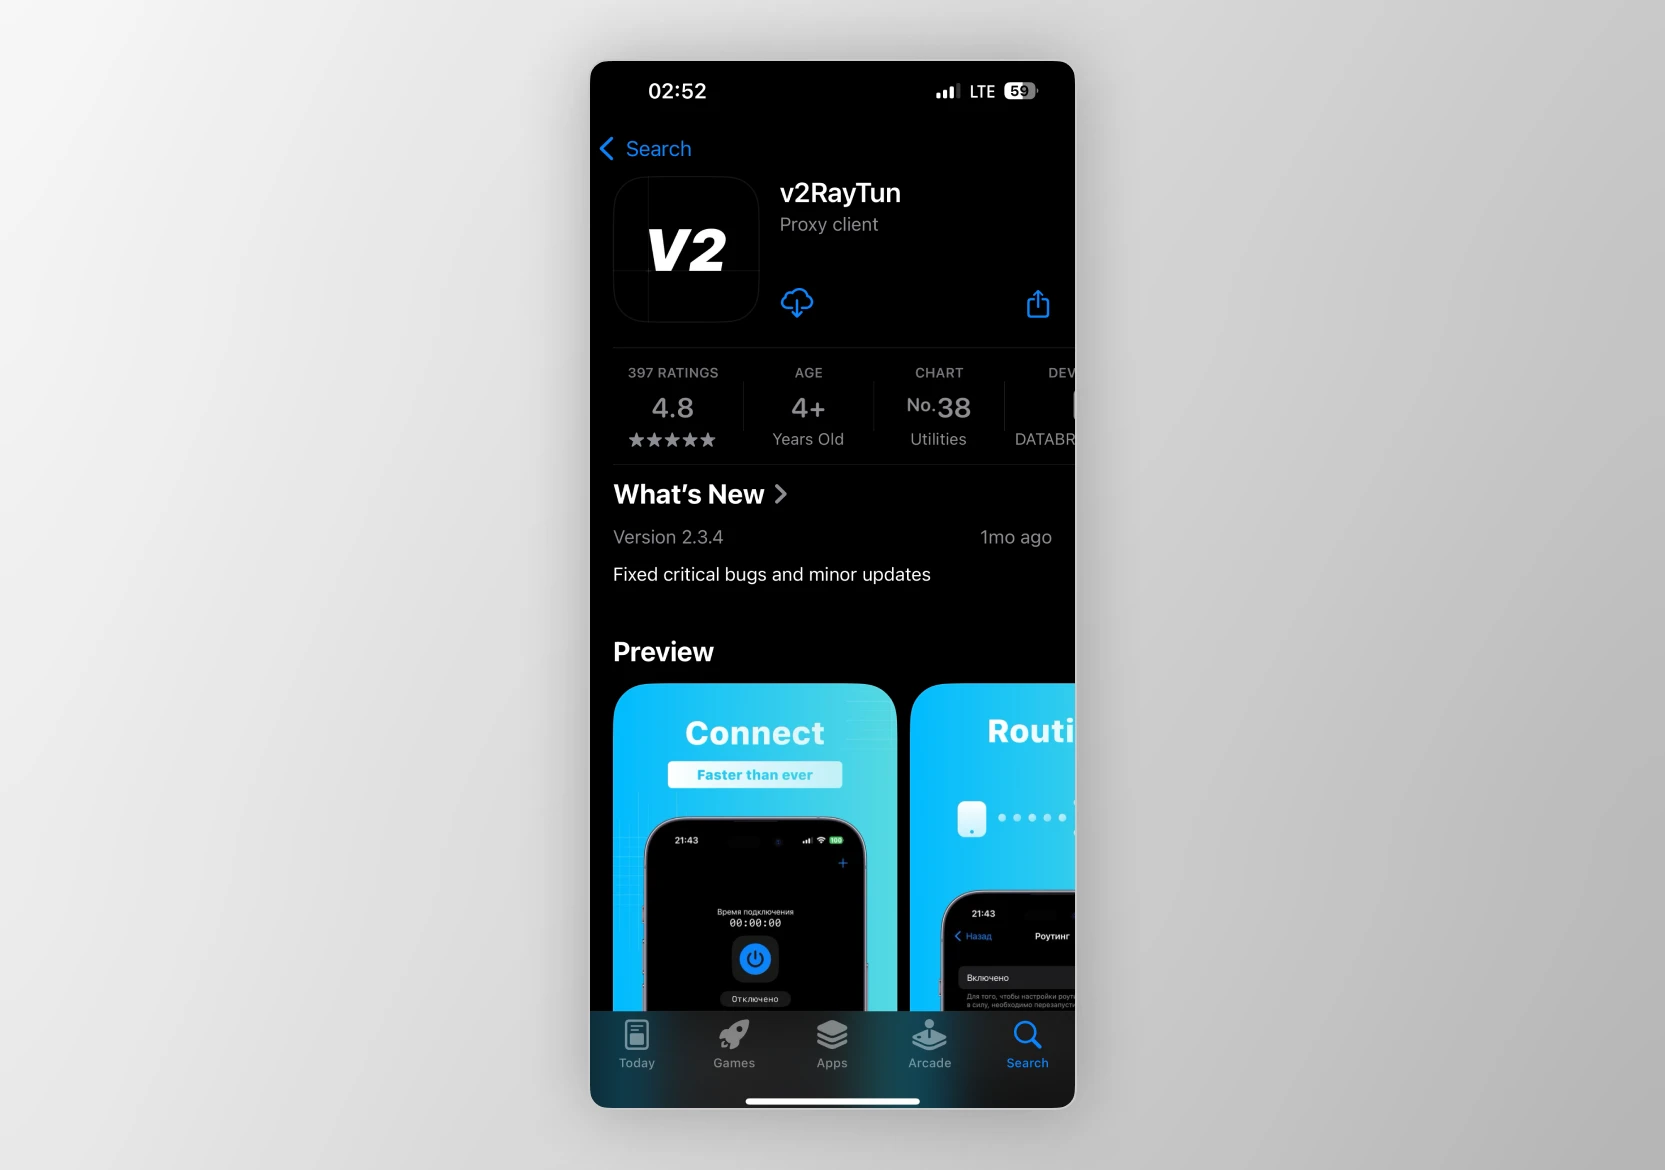 02:52
LTE 59
Search
V2
v2RayTun
Proxy client
397 RATINGS
4.8
AGE
4+
Years Old
CHART
No.38
Utilities
DEV
DATABR
What's New
Version 2.3.4
1mo ago
Fixed critical bugs and minor updates
Preview
Connect
Faster than ever
21:43
100
Время подключения
00:00:00
Отключено
Routi
21:43
Назад
Роутинг
Включено
Для того, чтобы настройки роут
в силу, необходимо перезапуст
Today
Games
Apps
Arcade
Search